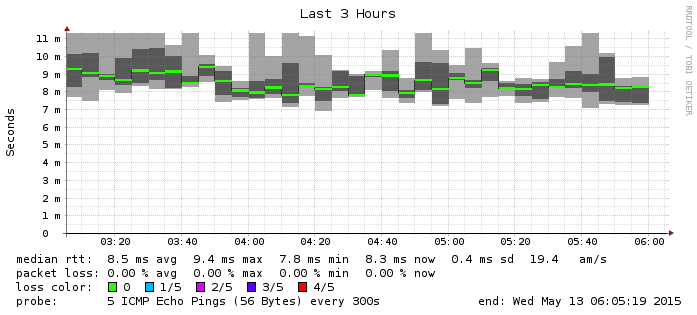 Last 3 Hours
RRDTOOL / TOBI OETIKER
Seconds
11 m
10 m
9 m
8 m
7 m
6 m
5 m
4 m
3 m
2 m
1 m
0
03:20 03:40 04:00 04:20 04:40 05:00 05:20 05:40 06:00
median rtt: 8.5 ms avg 9.4 ms max 7.8 ms min 8.3 ms now 0.4 ms sd 19.4 am/s
packet loss: 0.00 % avg 0.00 % max 0.00 % min 0.00 % now
loss color: 0 1/5 2/5 3/5 4/5
probe: 5 ICMP Echo Pings (56 Bytes) every 300s end: Wed May 13 06:05:19 2015